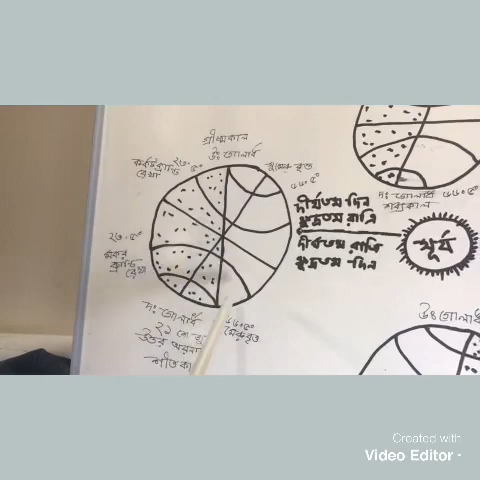 গ্রীষ্মকাল
উঃ গোলার্ধ
কর্কটক্রান্তি ২৩.৫°
রেখা
সুমেরু বৃত্ত
৬৬.৫°
দীর্ঘতম দিন
ক্ষুদ্রতম রাত্রি
দীর্ঘতম রাত্রি
ক্ষুদ্রতম দিন
সূর্য
দঃ গোলার্ধ ৬৬.৫°
শরৎকাল
২৩.৫°
মকর
ক্রান্তি
রেখা
দঃ গোলার্ধ
২১ শে জু
উত্তর অয়না
শীতকা
৬৬.৫°
মেরুবৃত্ত
উঃ গোলার্ধ
Created with
Video Editor